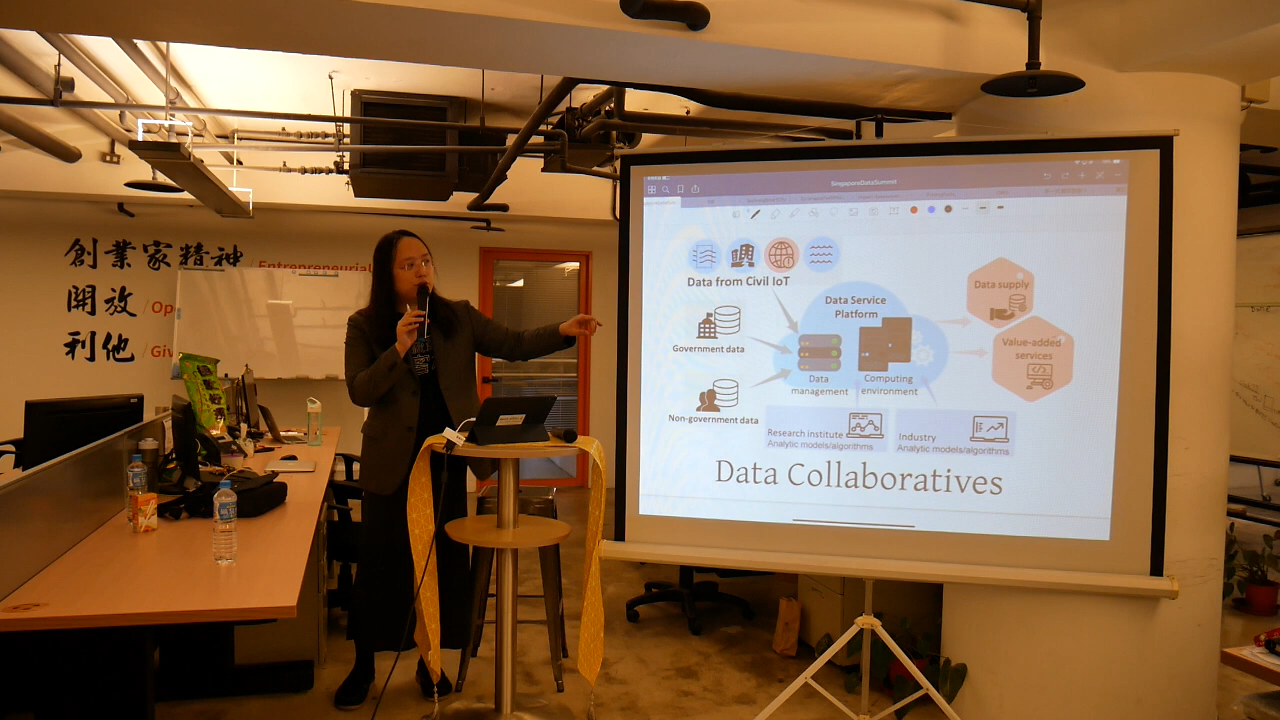 創業家精神 / Entrepreneurial
開放 / Op
利他 / Giv
SingaporeDataSummit
Data from Civil IoT
Data Service
Platform
Data supply
Value-added
services
Government data
Data
management
Computing
environment
Non-government data
Research institute
Analytic models/algorithms
Industry
Analytic models/algorithms
Data Collaboratives